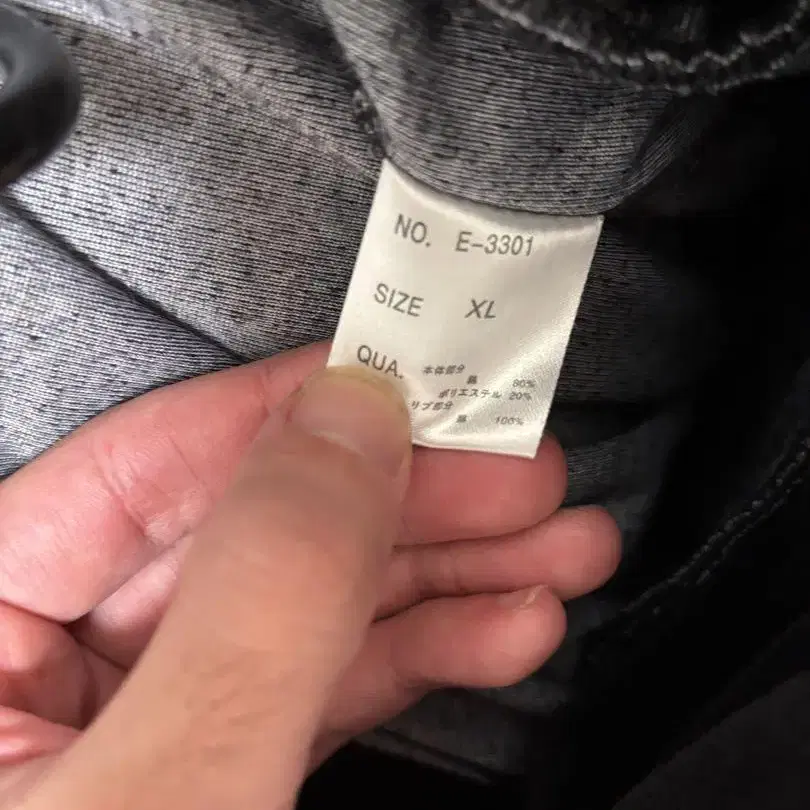 NO. E-3301
SIZE XL
QUA. 本体部分
綿 80%
ポリエステル 20%
リブ部分
綿 100%